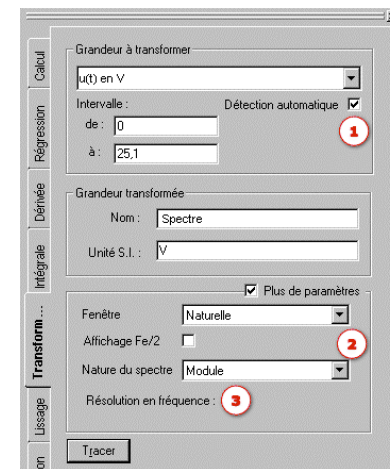 Calcul
Régression
Dérivée
Intégrale
Transform...
Lissage
on
Grandeur à transformer
u(t) en V
Intervalle :
Détection automatique
de : 0
1
à : 25,1
Grandeur transformée
Nom : Spectre
Unité S.I. : V
Plus de paramètres
Fenêtre Naturelle
Affichage Fe/2
2
Nature du spectre Module
Résolution en fréquence : 3
Tracer